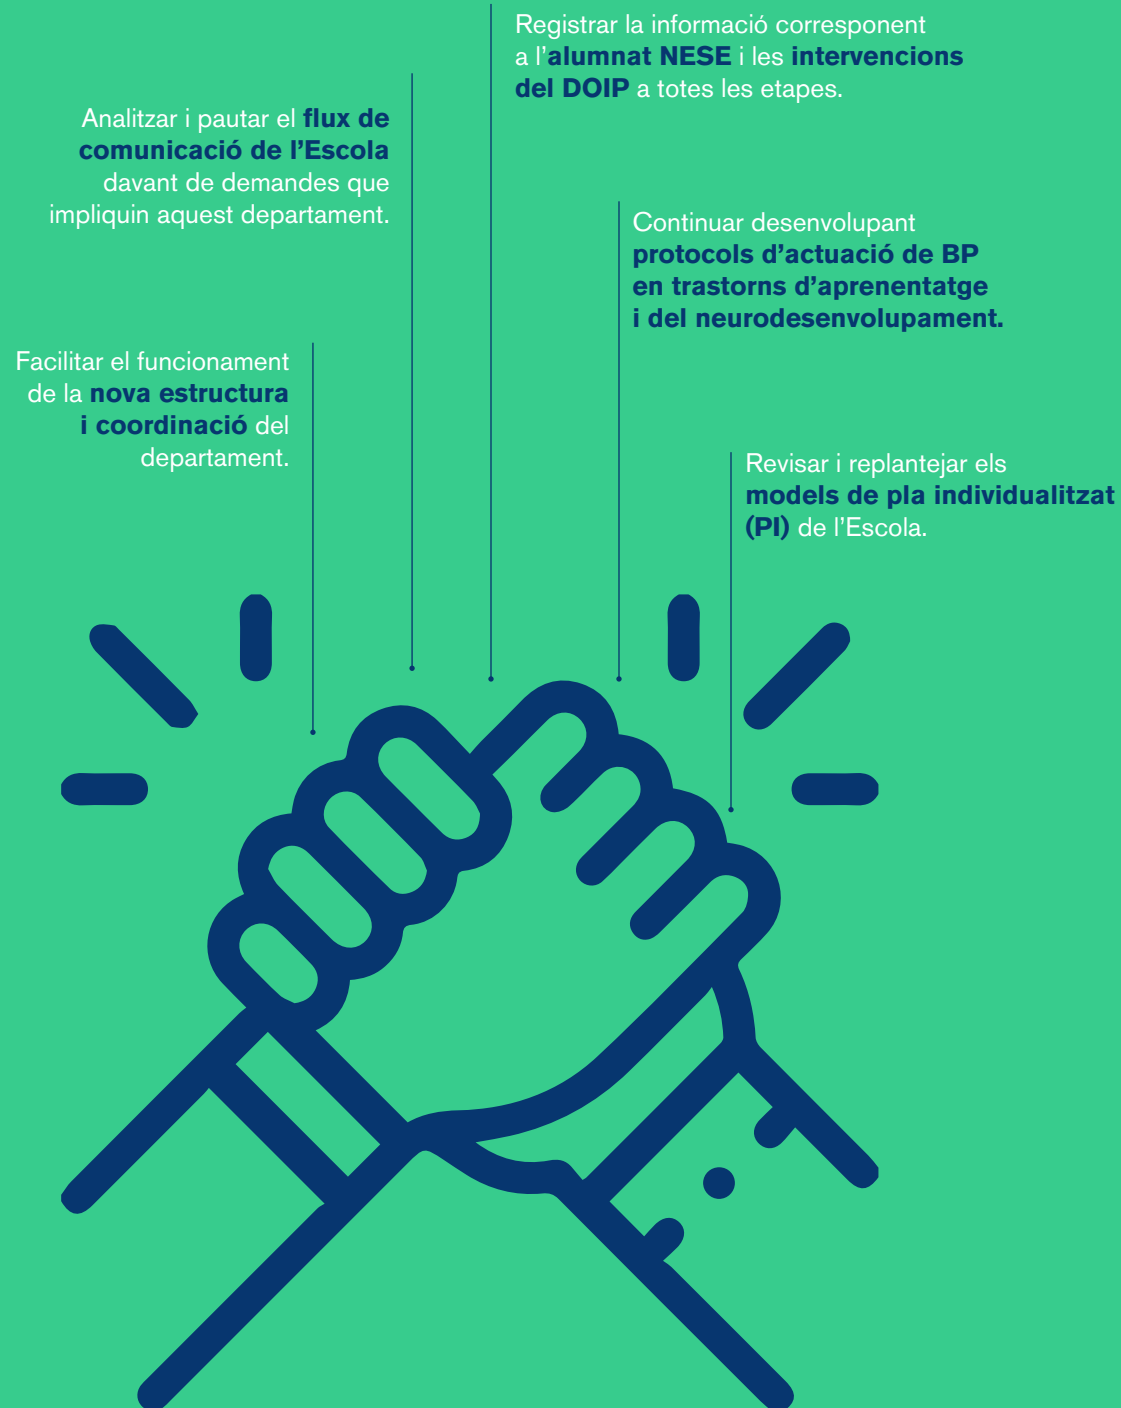 Registrar la informació corresponent
a l’alumnat NESE i les intervencions
del DOIP a totes les etapes.
Analitzar i pautar el flux de
comunicació de l’Escola
davant de demandes que
impliquin aquest departament.
Continuar desenvolupant
protocols d’actuació de BP
en trastorns d’aprenentatge
i del neurodesenvolupament.
Facilitar el funcionament
de la nova estructura
i coordinació del
departament.
Revisar i replantejar els
models de pla individualitzat
(PI) de l’Escola.